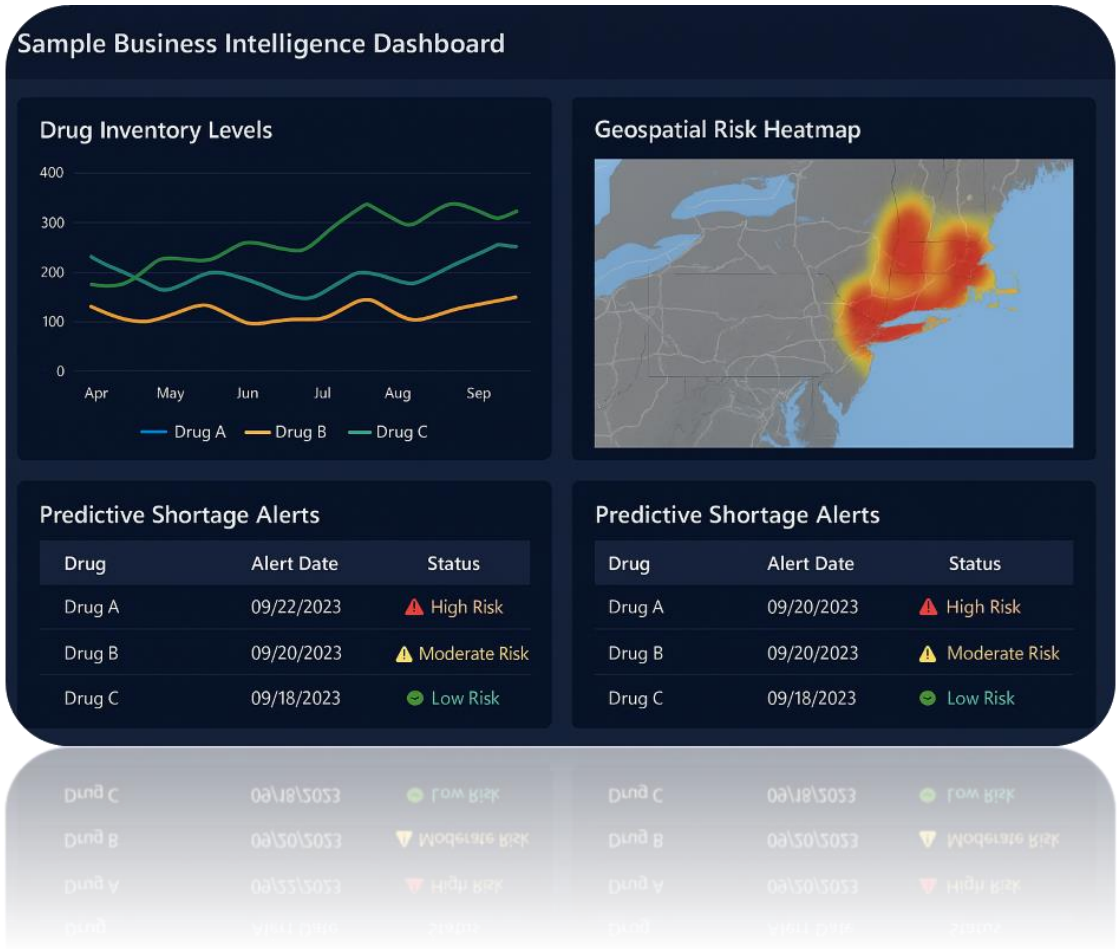 Sample Business Intelligence Dashboard
Drug Inventory Levels
400
300
200
100
0
Apr May Jun Jul Aug Sep
Drug A Drug B Drug C
Geospatial Risk Heatmap
Predictive Shortage Alerts
Drug Alert Date Status
Drug A 09/22/2023 High Risk
Drug B 09/20/2023 Moderate Risk
Drug C 09/18/2023 Low Risk
Predictive Shortage Alerts
Drug Alert Date Status
Drug A 09/20/2023 High Risk
Drug B 09/20/2023 Moderate Risk
Drug C 09/18/2023 Low Risk